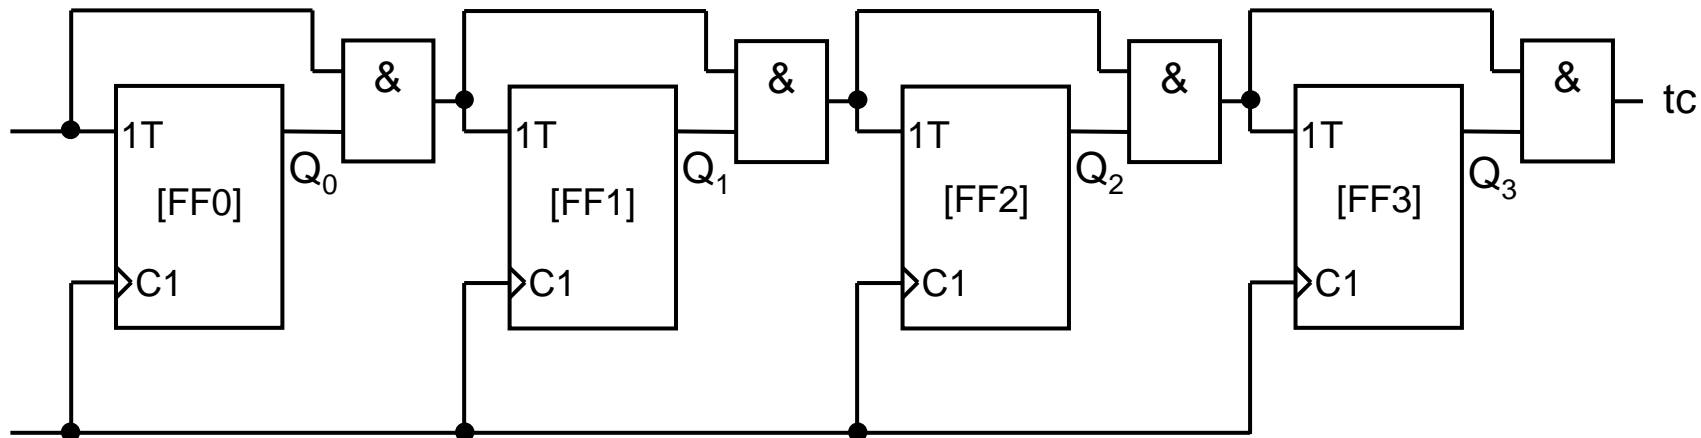 & & & &
tc
1T 1T 1T 1T
Q0 Q1 Q2 Q3
[FF0] [FF1] [FF2] [FF3]
C1 C1 C1 C1